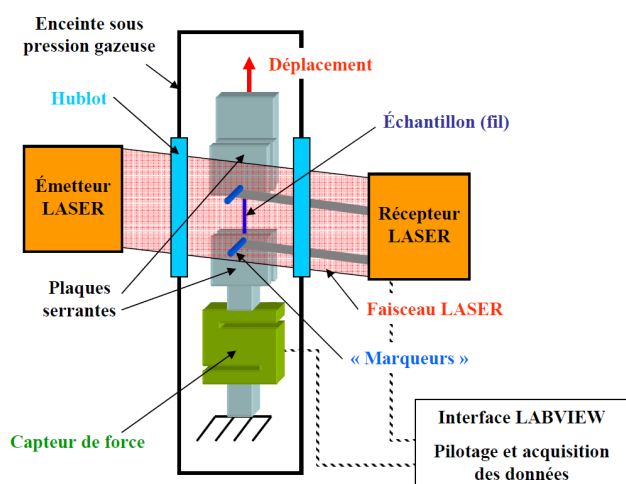 Enceinte sous
pression gazeuse
Déplacement
Hublot
Échantillon (fil)
Émetteur
LASER
Récepteur
LASER
Plaques
serrantes
Faisceau LASER
« Marqueurs »
Capteur de force
Interface LABVIEW
Pilotage et acquisition
des données